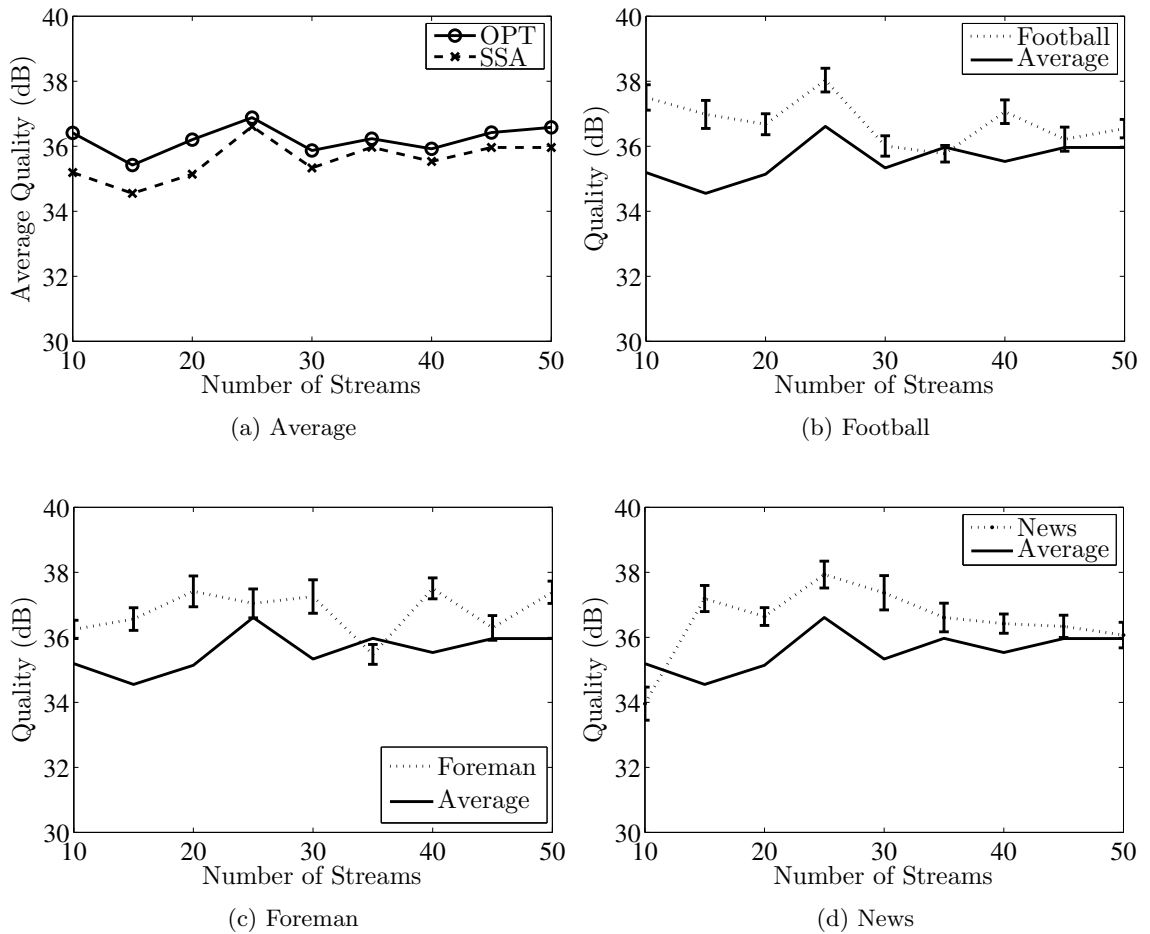 40
38
36
34
32
30
Average Quality (dB)
OPT
SSA
10
20
30
40
50
Number of Streams
(a) Average
40
38
36
34
32
30
Quality (dB)
Football
Average
10
20
30
40
50
Number of Streams
(b) Football
40
38
36
34
32
30
Quality (dB)
Foreman
Average
10
20
30
40
50
Number of Streams
(c) Foreman
40
38
36
34
32
30
Quality (dB)
News
Average
10
20
30
40
50
Number of Streams
(d) News